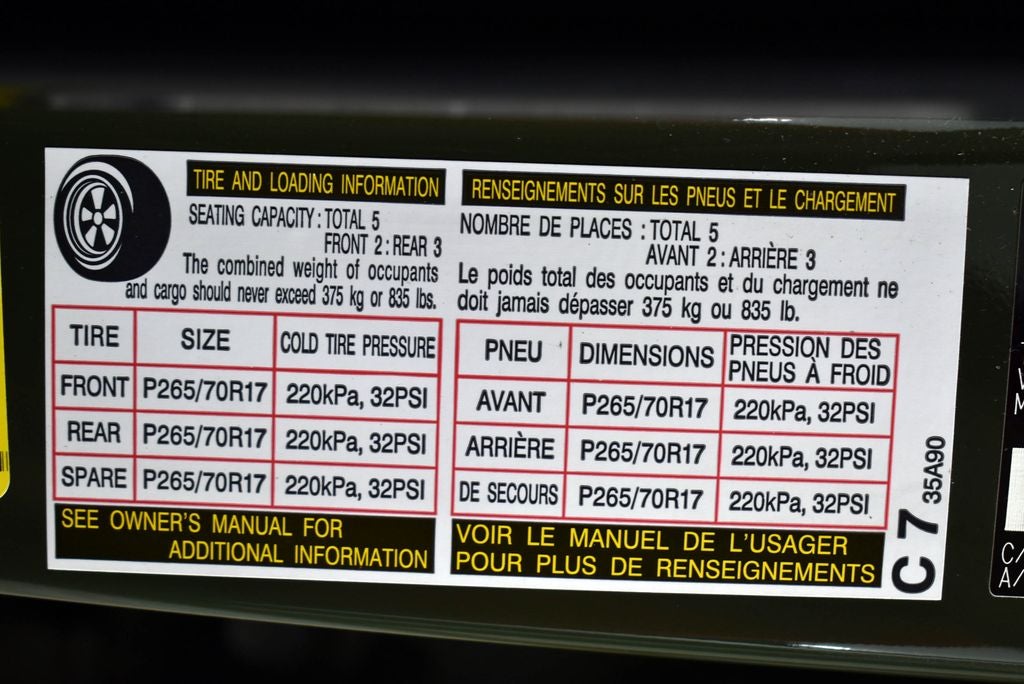 TIRE AND LOADING INFORMATION
SEATING CAPACITY : TOTAL 5
FRONT 2 : REAR 3
The combined weight of occupants
and cargo should never exceed 375 kg or 835 lbs.
TIRE SIZE COLD TIRE PRESSURE
FRONT P265/70R17 220kPa, 32PSI
REAR P265/70R17 220kPa, 32PSI
SPARE P265/70R17 220kPa, 32PSI
SEE OWNER'S MANUAL FOR
ADDITIONAL INFORMATION
RENSEIGNEMENTS SUR LES PNEUS ET LE CHARGEMENT
NOMBRE DE PLACES : TOTAL 5
AVANT 2 : ARRIÈRE 3
Le poids total des occupants et du chargement ne
doit jamais dépasser 375 kg ou 835 lb.
PNEU DIMENSIONS PRESSION DES
PNEUS À FROID
AVANT P265/70R17 220kPa, 32PSI
ARRIÈRE P265/70R17 220kPa, 32PSI
DE SECOURS P265/70R17 220kPa, 32PSI
VOIR LE MANUEL DE L'USAGER
POUR PLUS DE RENSEIGNEMENTS
C 7 35A90
C/
A/